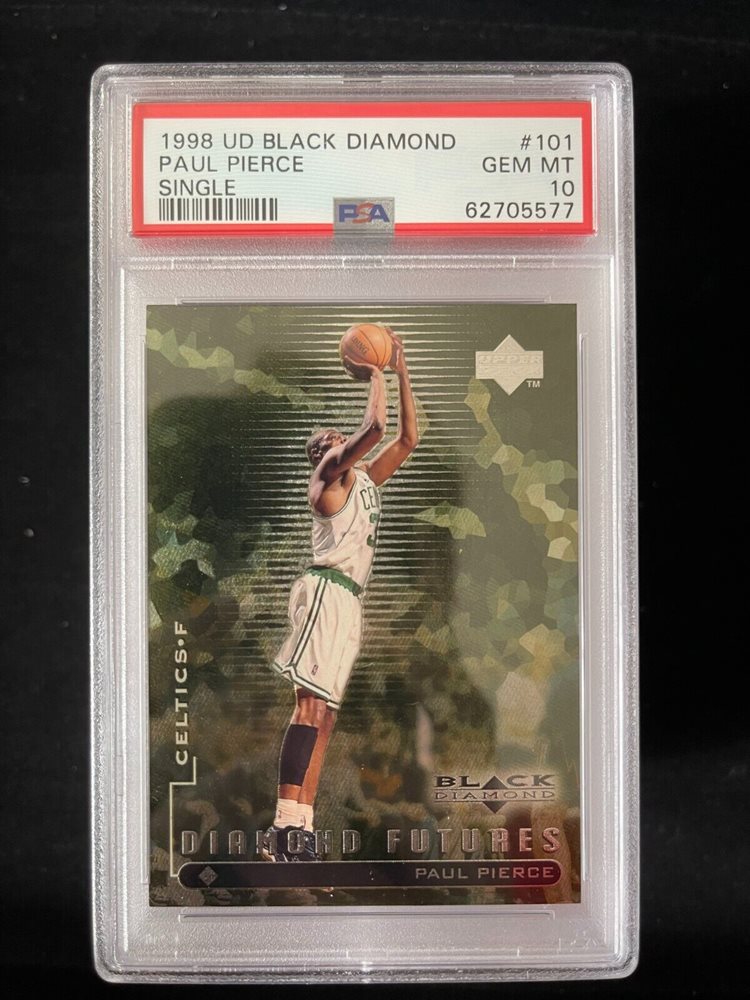 1998 UD BLACK DIAMOND #101
PAUL PIERCE GEM MT
SINGLE 10
PSA 62705577
UPPER
TM
CELTICS•F
BLACK
DIAMOND
DIAMOND FUTURES
PAUL PIERCE